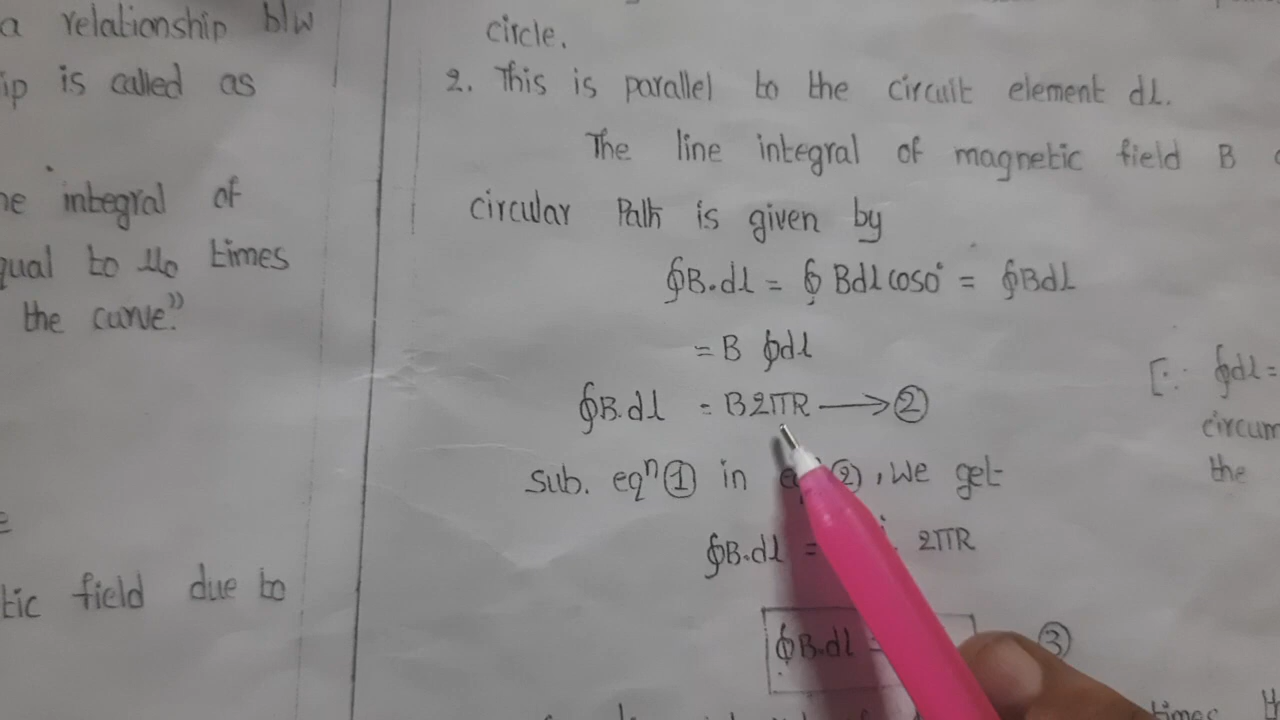 a relationship b/w
ip is called as
he integral of
qual to μ0 times
the curve."
tic field due to
circle.
2. This is parallel to the circuit element dl.
The line integral of magnetic field B
circular Path is given by
∮B.dl = ∮ Bdl cos0° = ∮Bdl
= B ∮dl
[∵ ∮dl =
∮B.dl = B2πR → ②
circum
Sub. eqⁿ ① in ②, we get
the
∮B.dl = 2πR
∮B.dl = ③
times